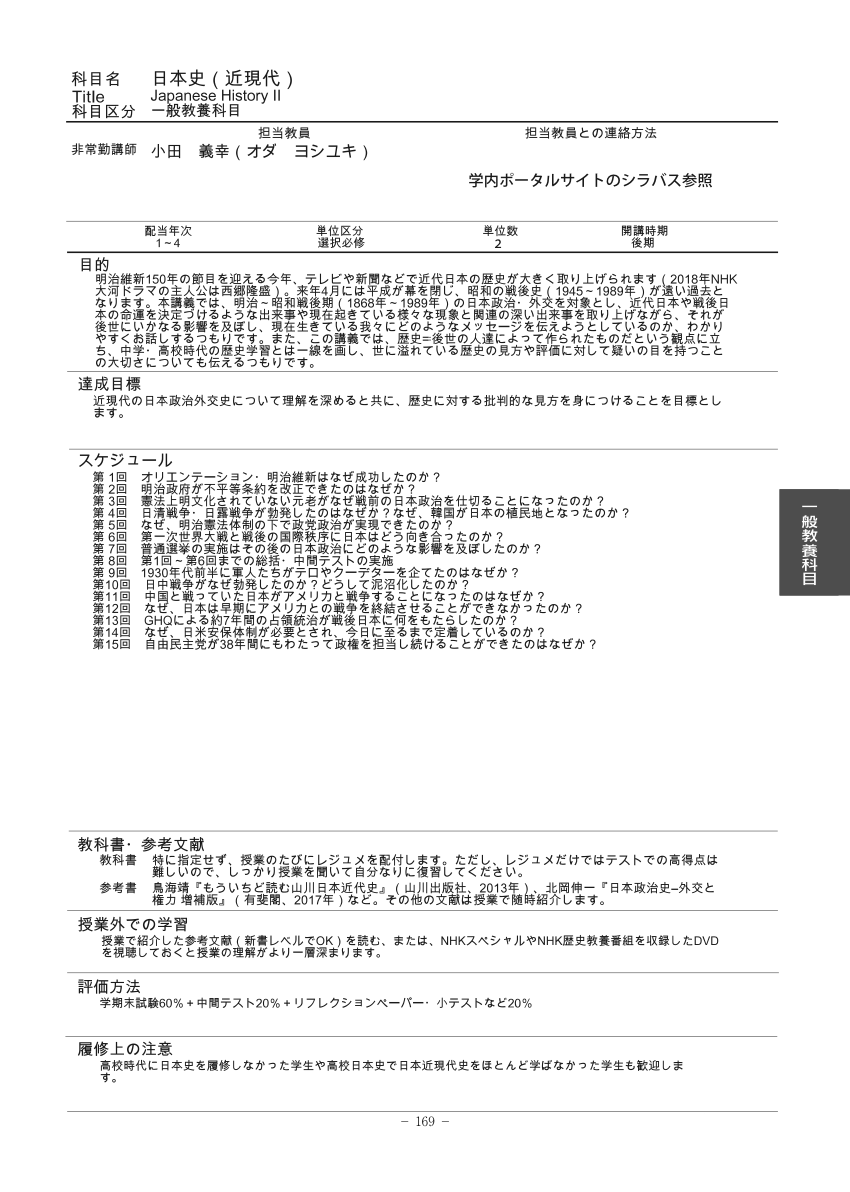 科目名　日本史（近現代）
Title　Japanese History II
科目区分　一般教養科目
担当教員　担当教員との連絡方法
非常勤講師　小田　義幸（オダ　ヨシユキ）
学内ポータルサイトのシラバス参照
配当年次　単位区分　単位数　開講時期
1～4　選択必修　2　後期
目的
明治維新150年の節目を迎える今年、テレビや新聞などで近代日本の歴史が大きく取り上げられます（2018年NHK
大河ドラマの主人公は西郷隆盛）。来年4月には平成が幕を閉じ、昭和の戦後史（1945～1989年）が遠い過去と
なります。本講義では、明治～昭和戦後期（1868年～1989年）の日本政治・外交を対象とし、近代日本や戦後日
本の命運を決定づけるような出来事や現在起きている様々な現象と関連の深い出来事を取り上げながら、それが
後世にいかなる影響を及ぼし、現在生きている我々にどのようなメッセージを伝えようとしているのか、わかり
やすくお話しするつもりです。また、この講義では、歴史=後世の人達によって作られたものだという観点に立
ち、中学・高校時代の歴史学習とは一線を画し、世に溢れている歴史の見方や評価に対して疑いの目を持つこと
の大切さについても伝えるつもりです。
達成目標
近現代の日本政治外交史について理解を深めると共に、歴史に対する批判的な見方を身につけることを目標とし
ます。
スケジュール
第 1回　オリエンテーション・明治維新はなぜ成功したのか？
第 2回　明治政府が不平等条約を改正できたのはなぜか？
第 3回　憲法上明文化されていない元老がなぜ戦前の日本政治を仕切ることになったのか？
第 4回　日清戦争・日露戦争が勃発したのはなぜか？なぜ、韓国が日本の植民地となったのか？
第 5回　なぜ、明治憲法体制の下で政党政治が実現できたのか？
第 6回　第一次世界大戦と戦後の国際秩序に日本はどう向き合ったのか？
第 7回　普通選挙の実施はその後の日本政治にどのような影響を及ぼしたのか？
第 8回　第1回～第6回までの総括・中間テストの実施
第 9回　1930年代前半に軍人たちがテロやクーデターを企てたのはなぜか？
第10回　日中戦争がなぜ勃発したのか？どうして泥沼化したのか？
第11回　中国と戦っていた日本がアメリカと戦争することになったのはなぜか？
第12回　なぜ、日本は早期にアメリカとの戦争を終結させることができなかったのか？
第13回　GHQによる約7年間の占領統治が戦後日本に何をもたらしたのか？
第14回　なぜ、日米安保体制が必要とされ、今日に至るまで定着しているのか？
第15回　自由民主党が38年間にもわたって政権を担当し続けることができたのはなぜか？
一般教養科目
教科書・参考文献
教科書　特に指定せず、授業のたびにレジュメを配付します。ただし、レジュメだけではテストでの高得点は
難しいので、しっかり授業を聞いて自分なりに復習してください。
参考書　鳥海靖『もういちど読む山川日本近代史』（山川出版社、2013年）、北岡伸一『日本政治史–外交と
権力 増補版』（有斐閣、2017年）など。その他の文献は授業で随時紹介します。
授業外での学習
授業で紹介した参考文献（新書レベルでOK）を読む、または、NHKスペシャルやNHK歴史教養番組を収録したDVD
を視聴しておくと授業の理解がより一層深まります。
評価方法
学期末試験60%＋中間テスト20%＋リフレクションペーパー・小テストなど20%
履修上の注意
高校時代に日本史を履修しなかった学生や高校日本史で日本近現代史をほとんど学ばなかった学生も歓迎しま
す。
– 169 –